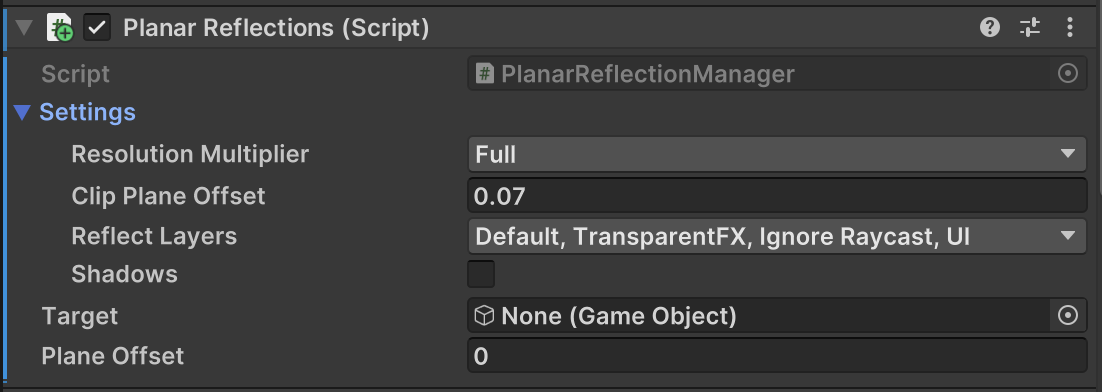 Planar Reflections (Script)
Script # PlanarReflectionManager
Settings
Resolution Multiplier Full
Clip Plane Offset 0.07
Reflect Layers Default, TransparentFX, Ignore Raycast, UI
Shadows
Target None (Game Object)
Plane Offset 0